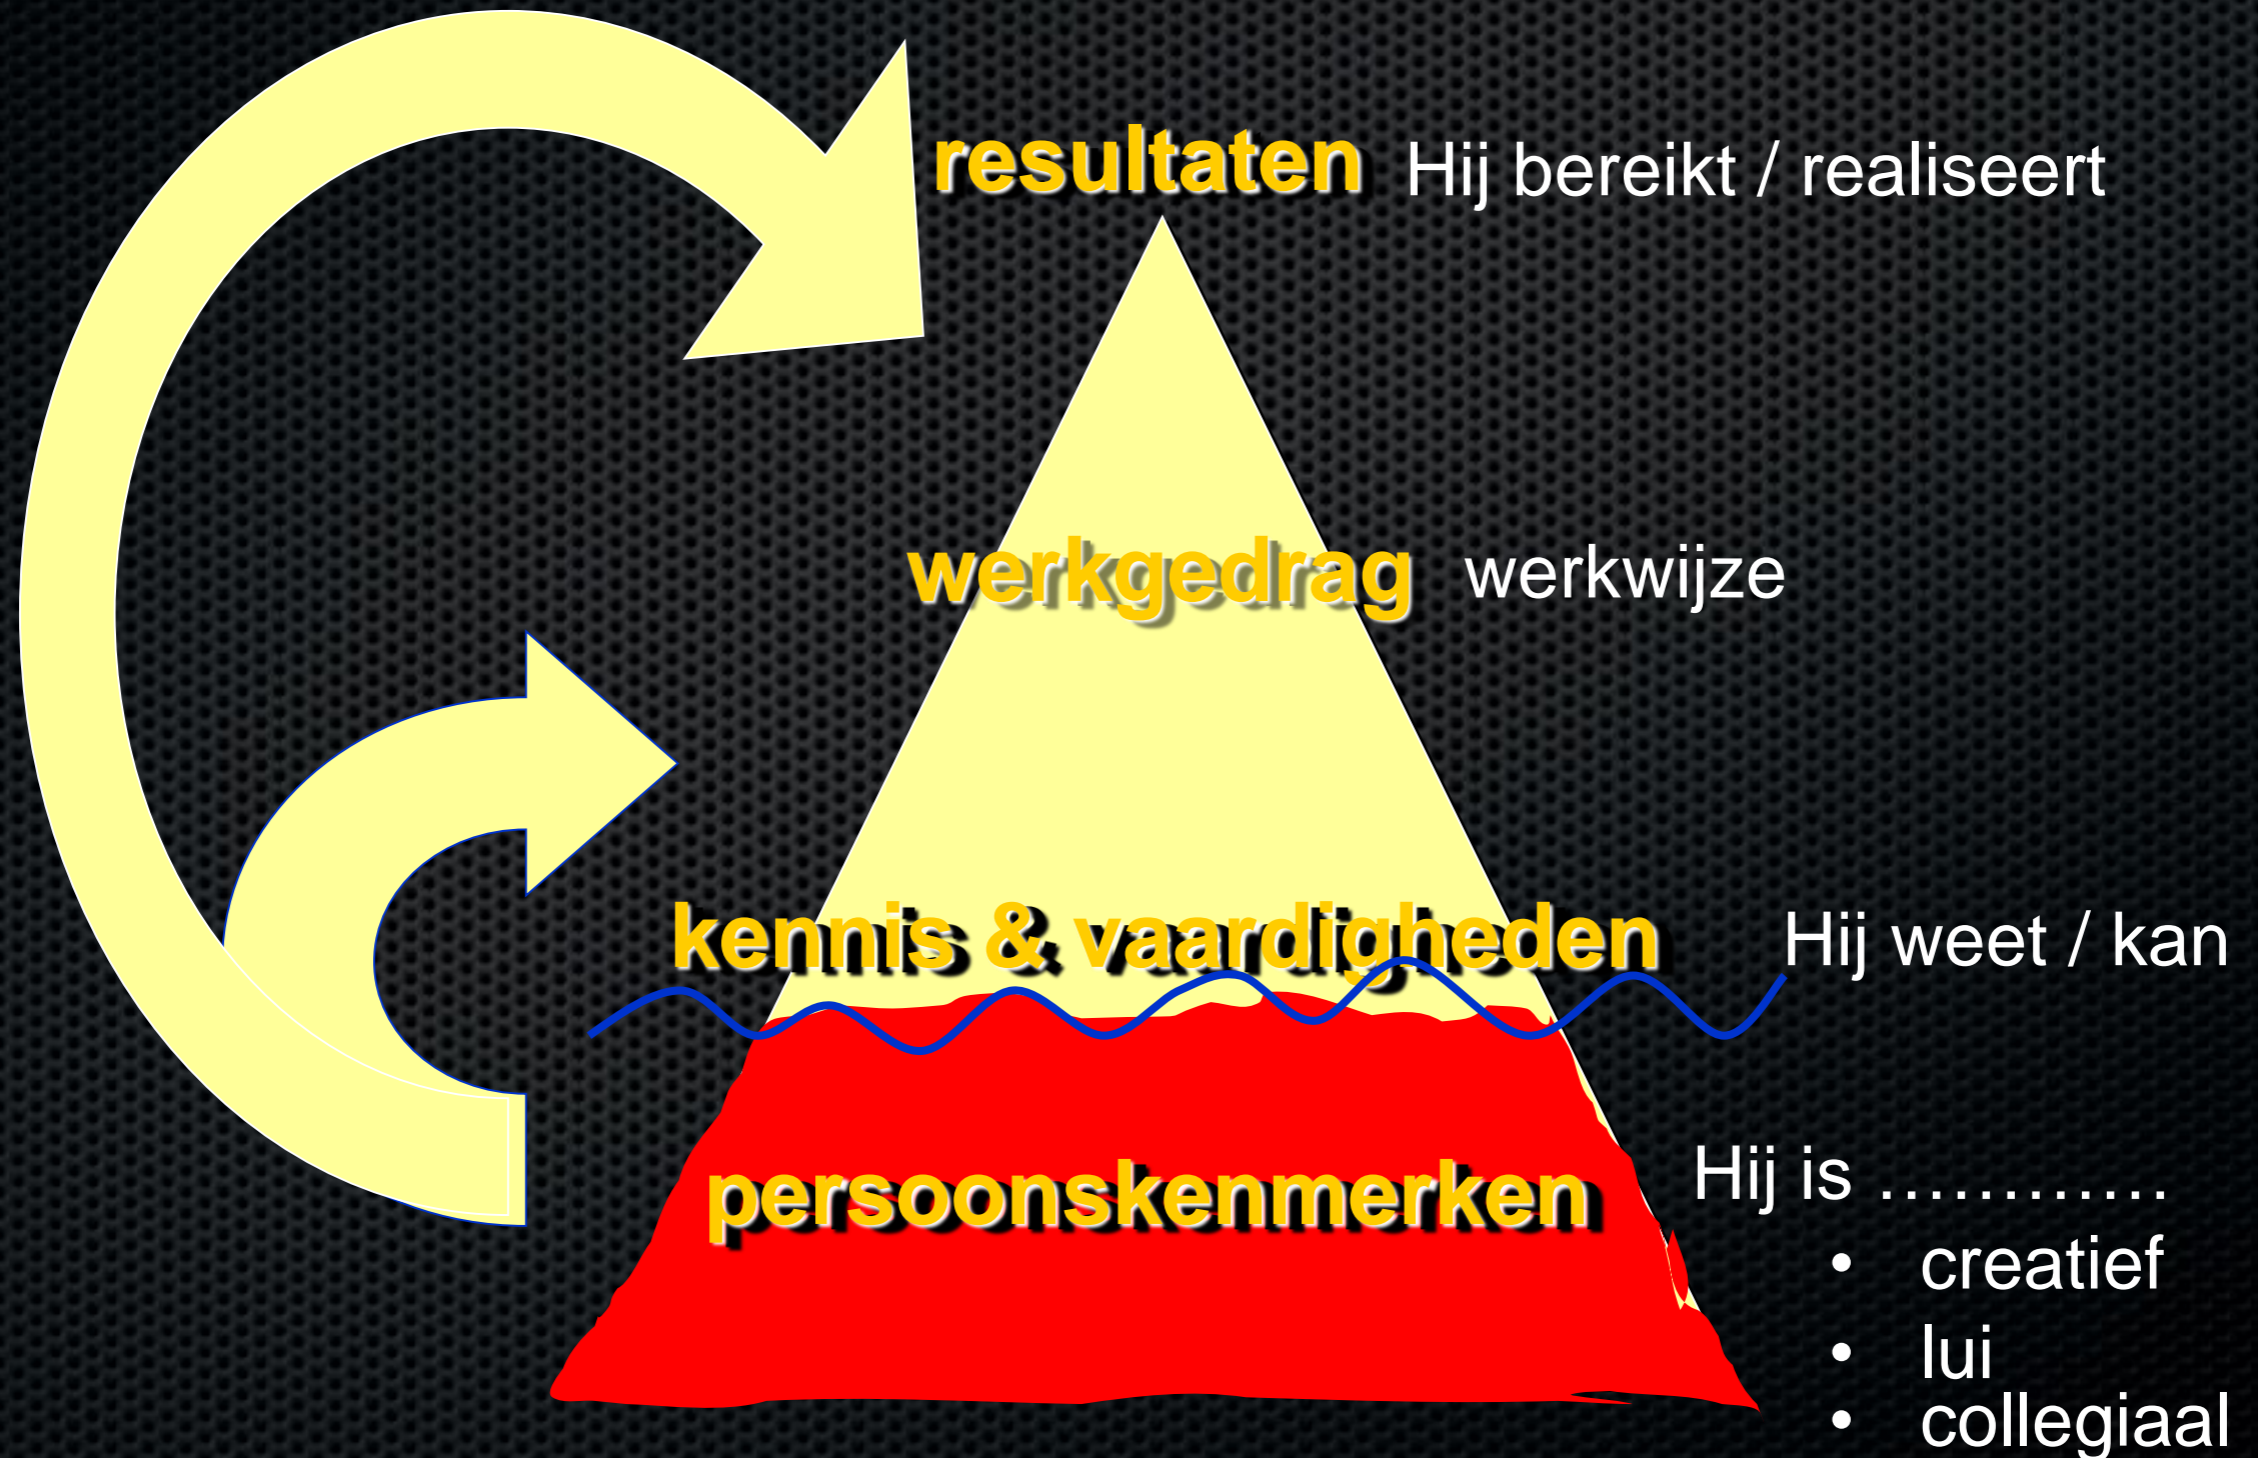 resultaten Hij bereikt / realiseert
werkgedrag werkwijze
kennis & vaardigheden Hij weet / kan
persoonskenmerken Hij is …………
• creatief
• lui
• collegiaal